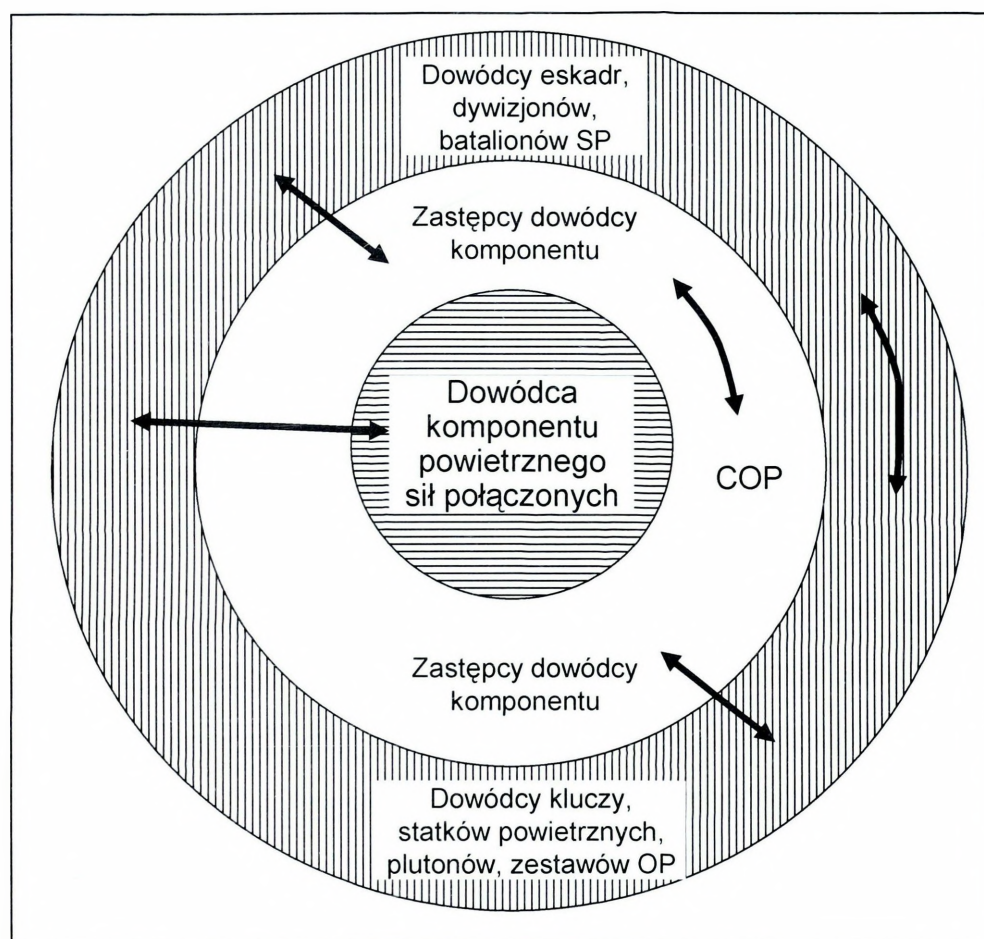 Dowódcy eskadr,
dywizjonów,
batalionów SP
Zastępcy dowódcy
komponentu
Dowódca
komponentu
powietrznego
sił połączonych
COP
Zastępcy dowódcy
komponentu
Dowódcy kluczy,
statków powietrznych,
plutonów, zestawów OP